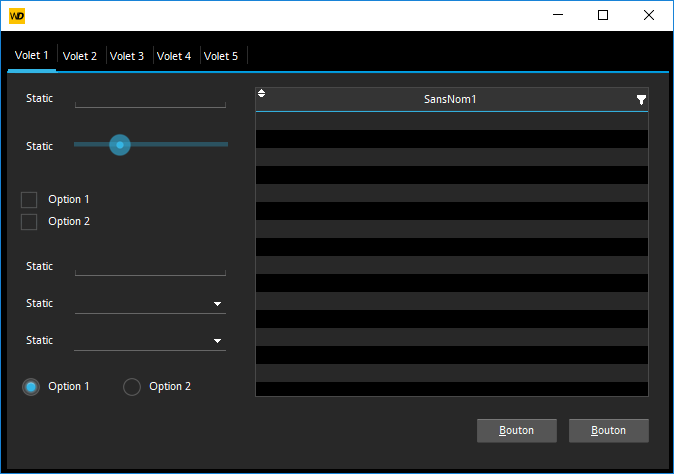 WD
Volet 1 Volet 2 Volet 3 Volet 4 Volet 5
Static
SansNom1
Static
Option 1
Option 2
Static
Static
Static
Option 1 Option 2
Bouton Bouton